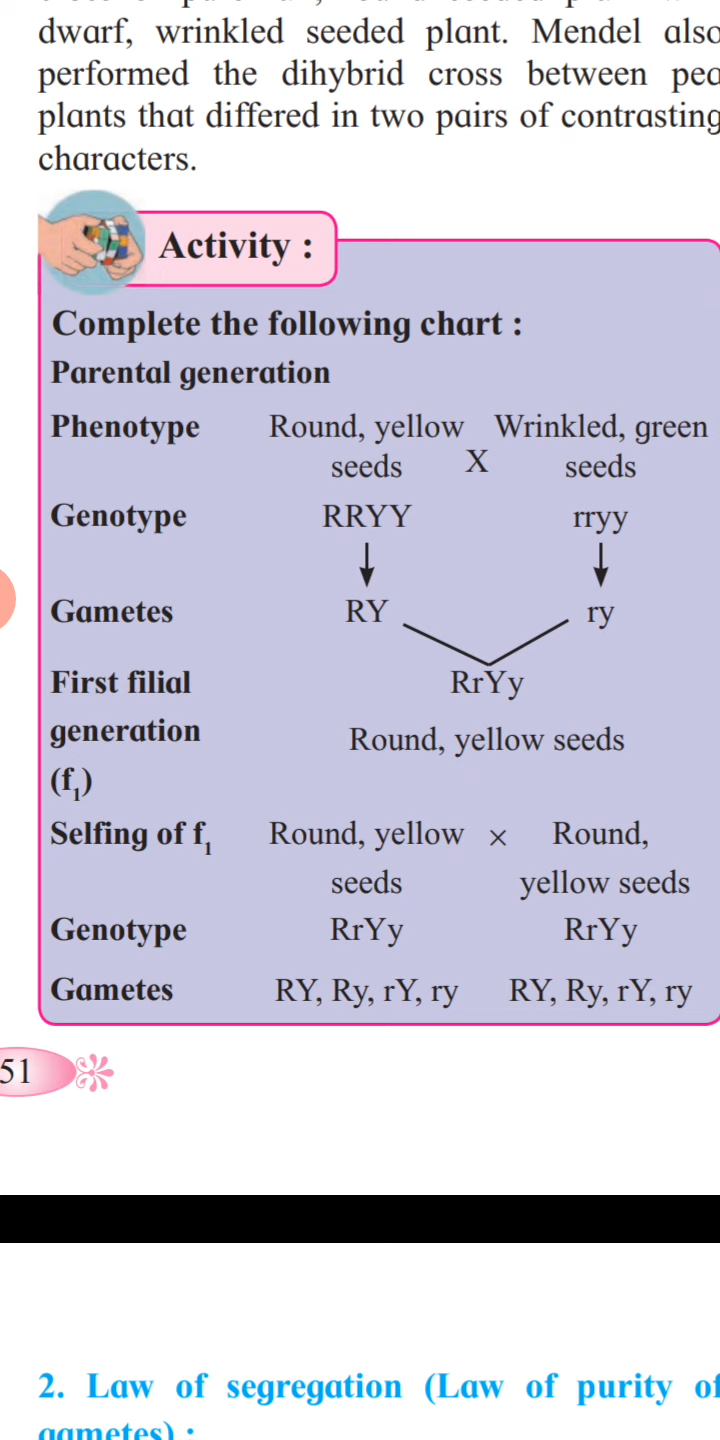 dwarf, wrinkled seeded plant. Mendel also
performed the dihybrid cross between pea
plants that differed in two pairs of contrasting
characters.
Activity :
Complete the following chart :
Parental generation
Phenotype Round, yellow seeds X Wrinkled, green seeds
Genotype RRYY rryy
Gametes RY ry
First filial generation (f₁) RrYy
Round, yellow seeds
Selfing of f₁ Round, yellow seeds × Round, yellow seeds
Genotype RrYy RrYy
Gametes RY, Ry, rY, ry RY, Ry, rY, ry
51
2. Law of segregation (Law of purity of
gametes) :